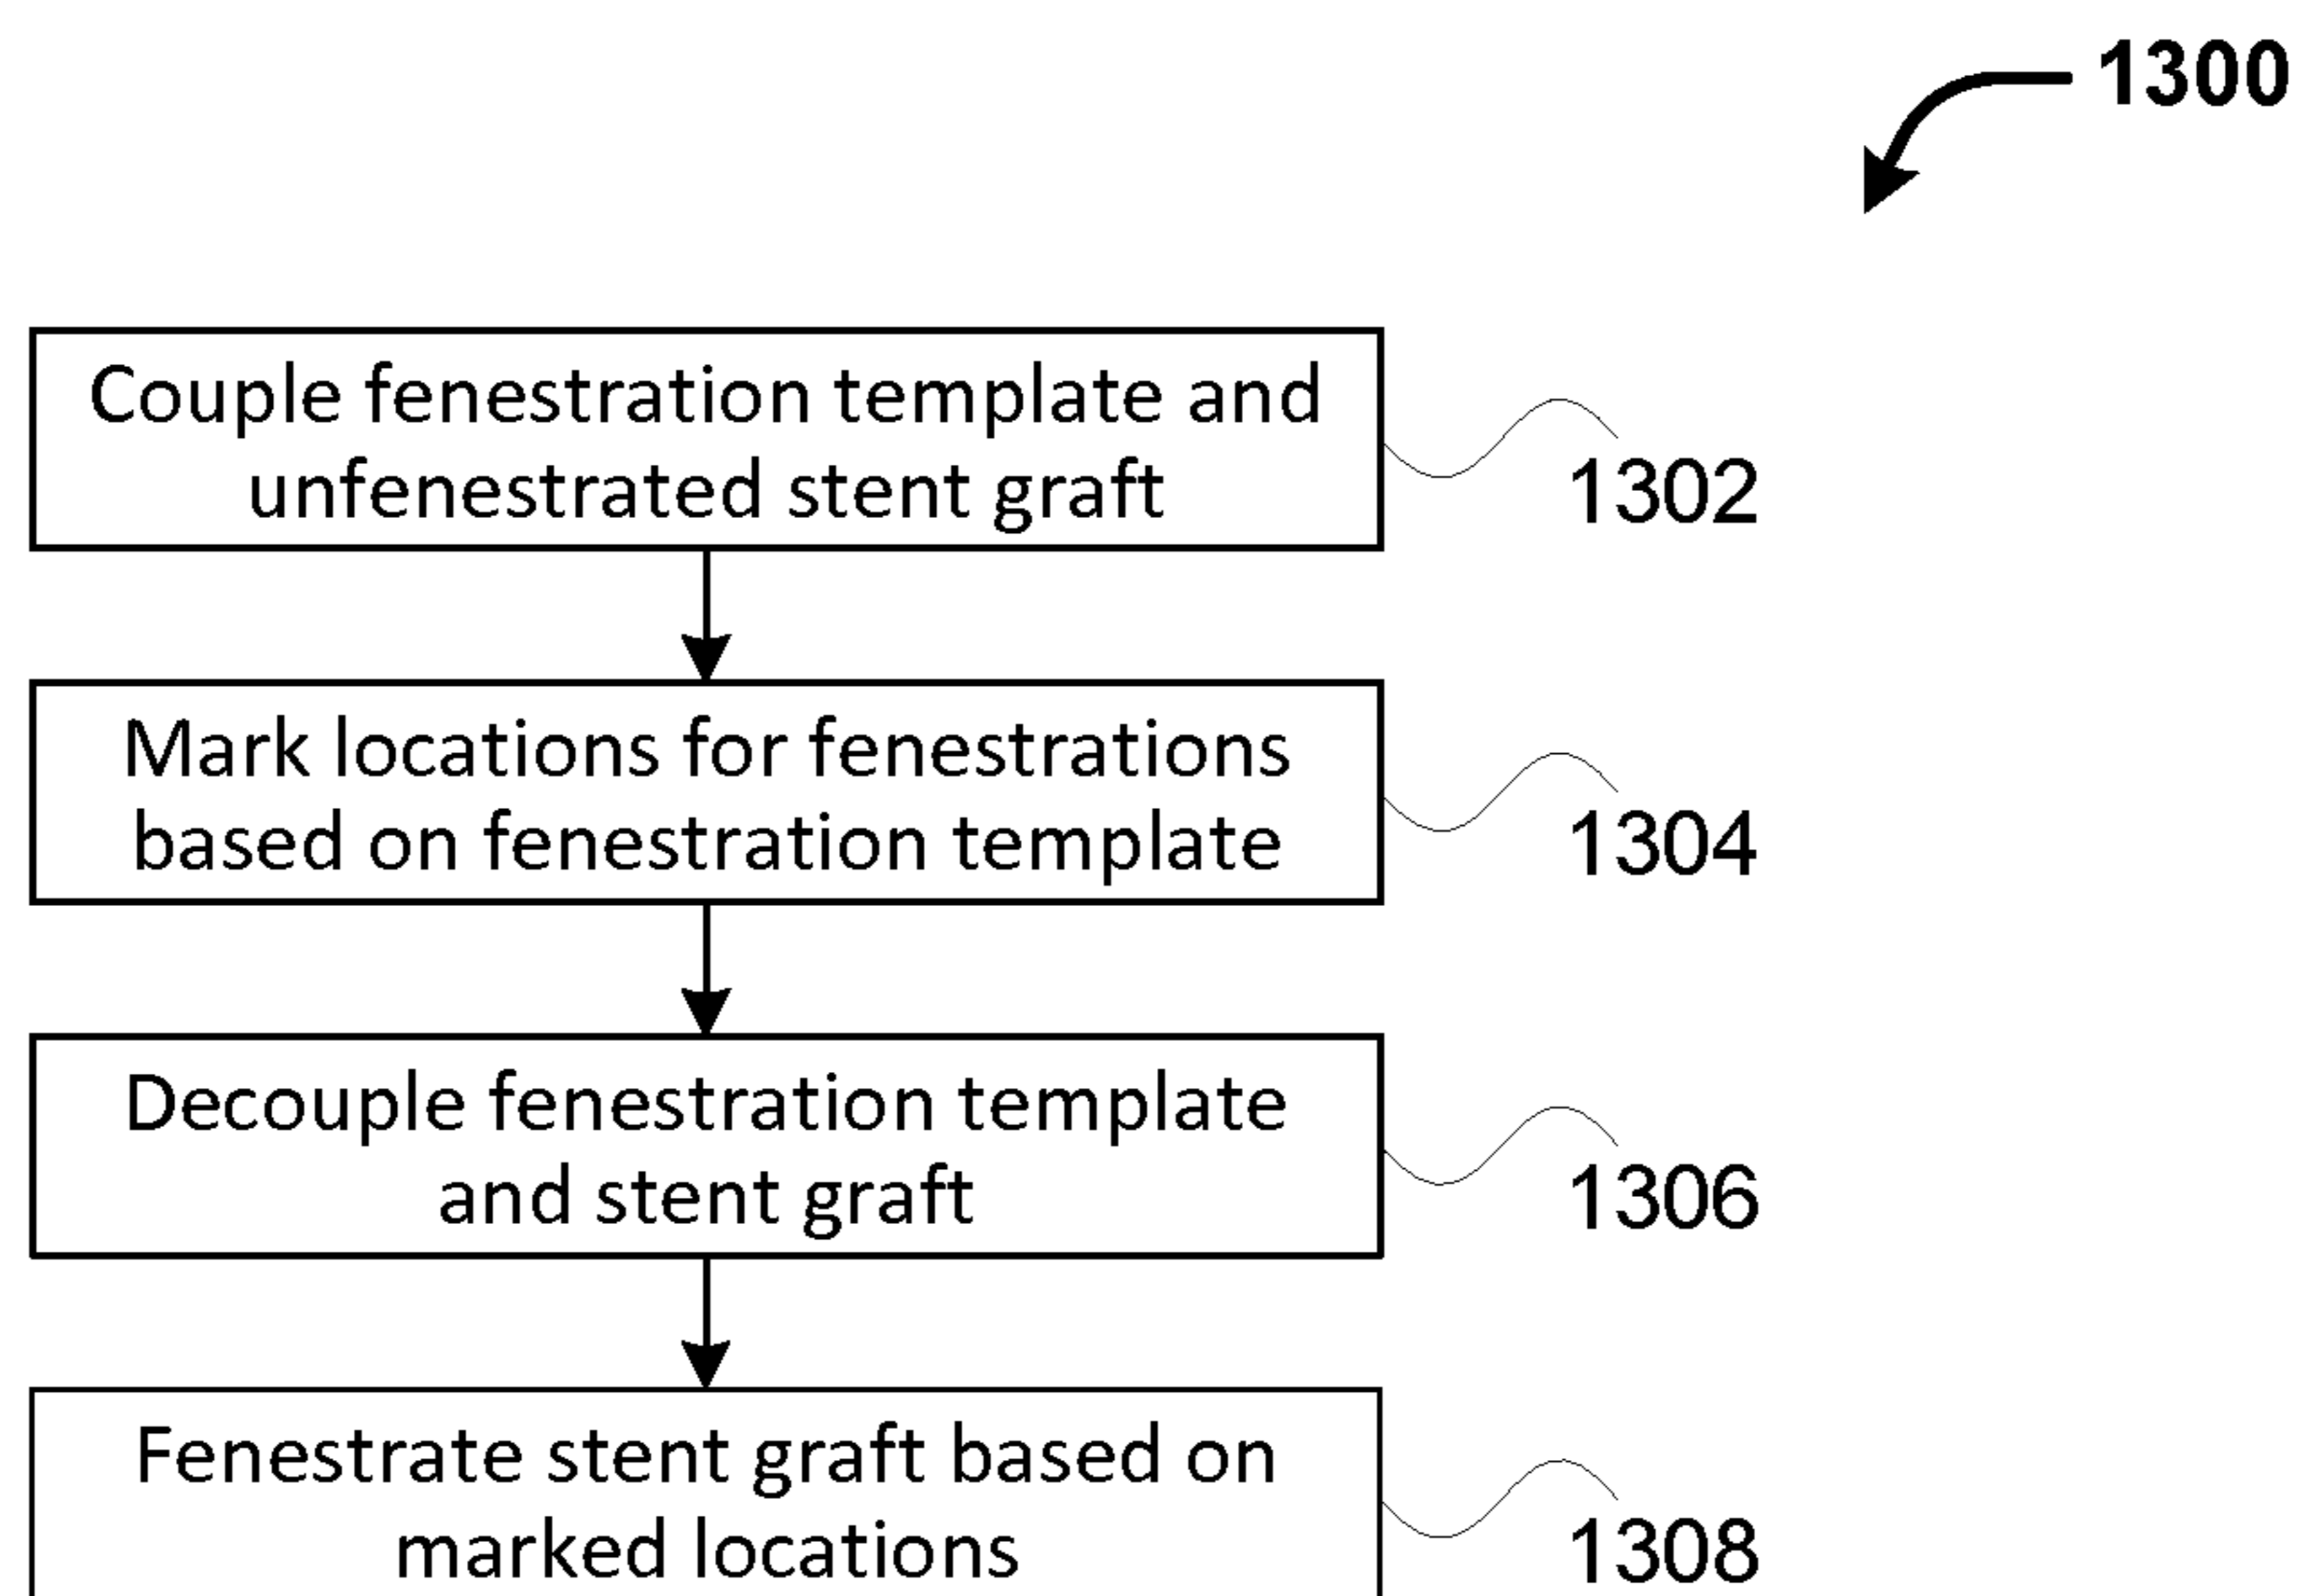 1300
Couple fenestration template and
unfenestrated stent graft
1302
Mark locations for fenestrations
based on fenestration template
1304
Decouple fenestration template
and stent graft
1306
Fenestrate stent graft based on
marked locations
1308